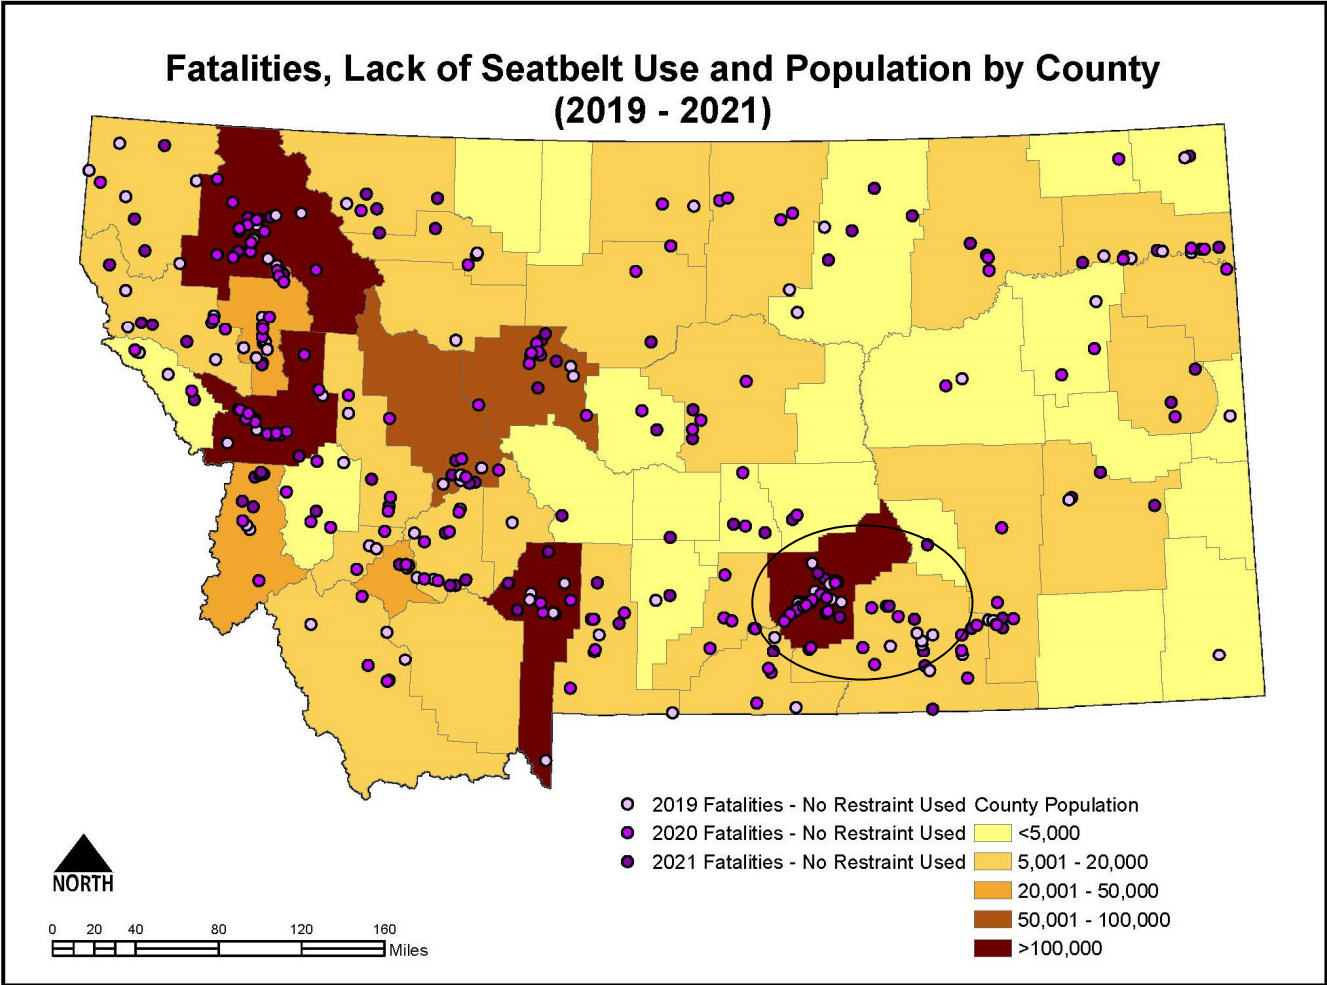 Fatalities, Lack of Seatbelt Use and Population by County
(2019 - 2021)
2019 Fatalities - No Restraint Used
2020 Fatalities - No Restraint Used
2021 Fatalities - No Restraint Used
County Population
<5,000
5,001 - 20,000
20,001 - 50,000
50,001 - 100,000
>100,000
NORTH
0 20 40 80 120 160
Miles